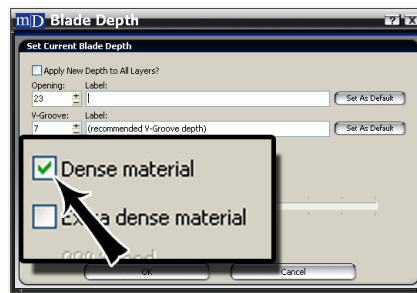 mD Blade Depth
Set Current Blade Depth
Apply New Depth to All Layers?
Opening: Label:
23 Set As Default
V-Groove: Label:
7 (recommended V-Groove depth) Set As Default
Dense material
Extra dense material
OK Cancel